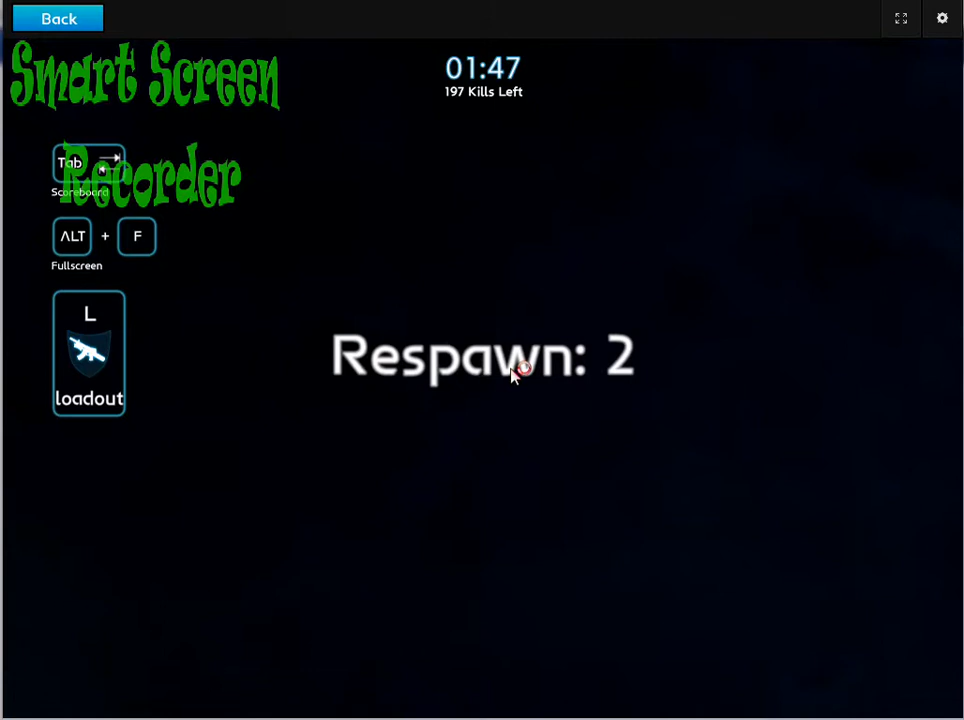 Back
Smart Screen
Recorder
01:47
197 Kills Left
Tab
Scoreboard
ALT + F
Fullscreen
L
loadout
Respawn: 2